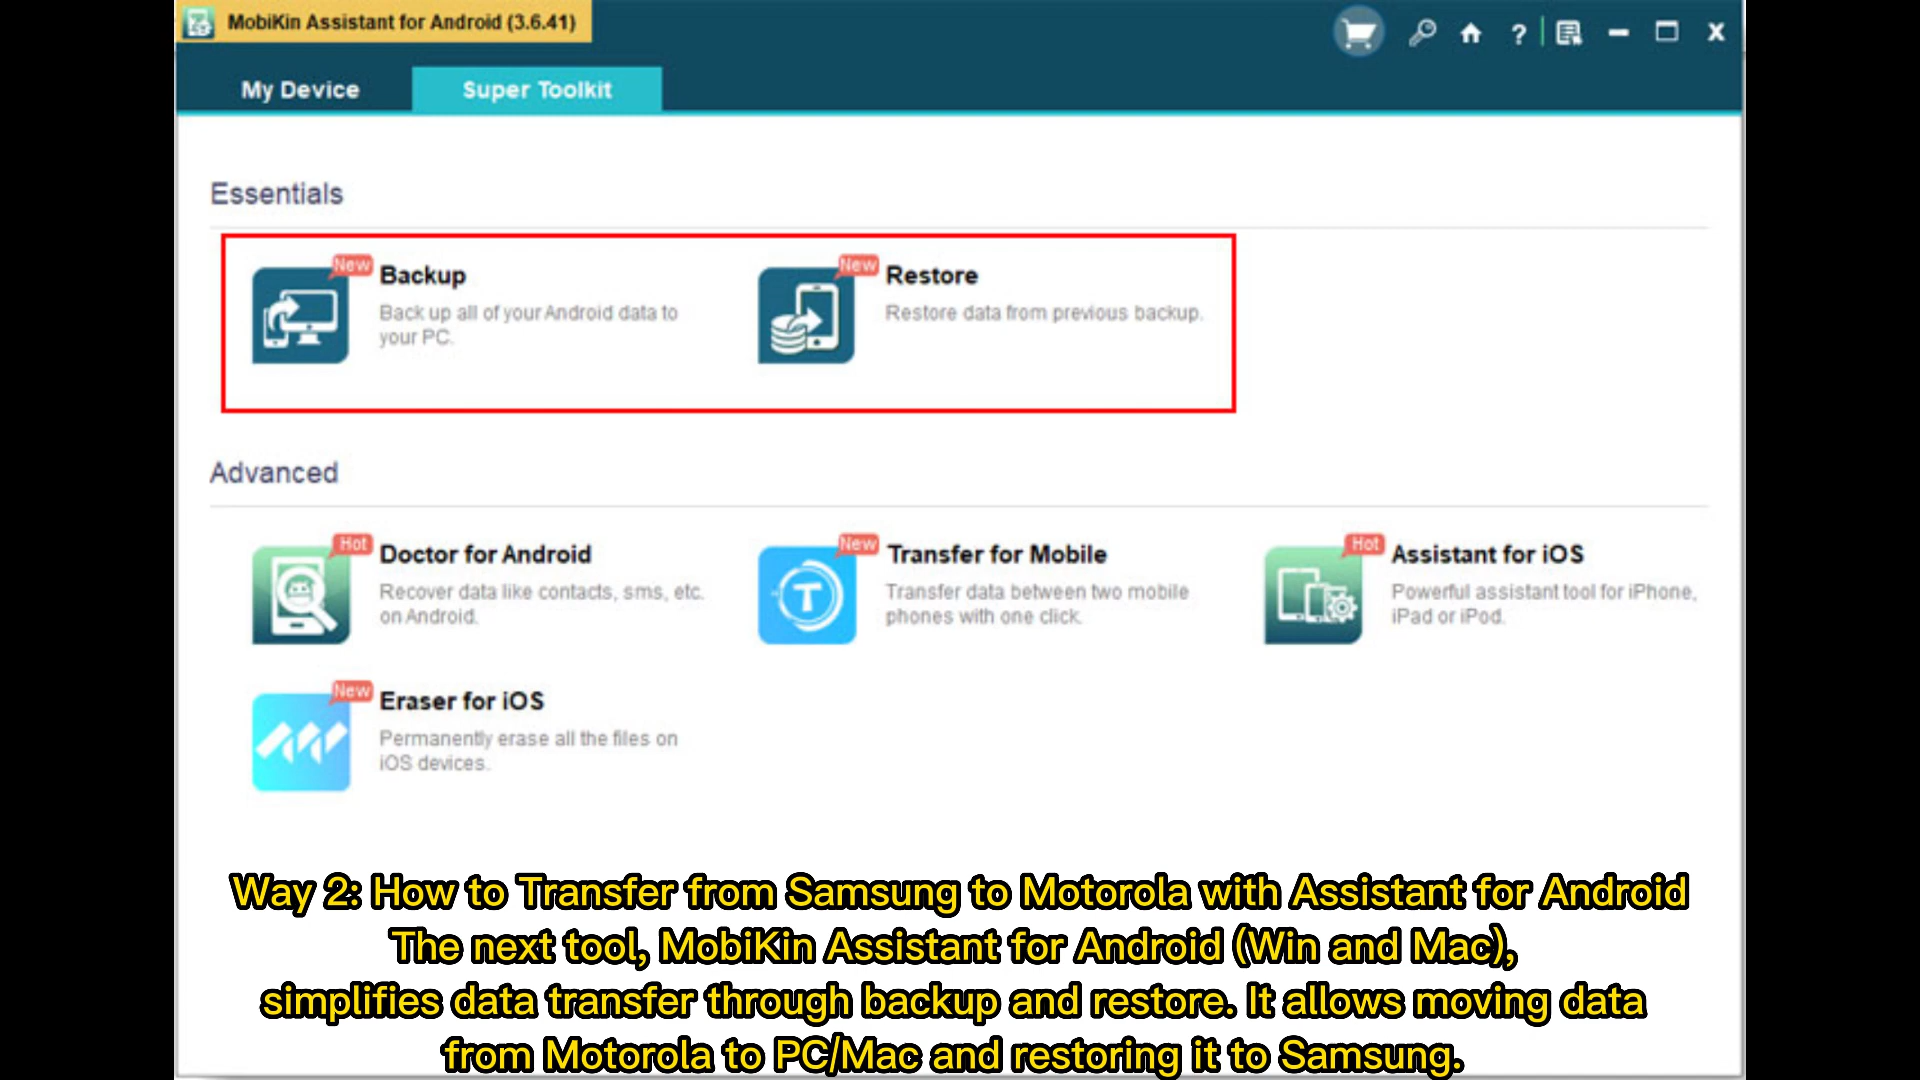 MobiKin Assistant for Android (3.6.41)
?
My Device
Super Toolkit
Essentials
New
Backup
Back up all of your Android data to
your PC.
New
Restore
Restore data from previous backup.
Advanced
Hot
Doctor for Android
Recover data like contacts, sms, etc.
on Android.
New
T
Transfer for Mobile
Transfer data between two mobile
phones with one click.
Hot
Assistant for iOS
Powerful assistant tool for iPhone,
iPad or iPod.
New
Eraser for iOS
Permanently erase all the files on
iOS devices.
Way 2: How to Transfer from Samsung to Motorola with Assistant for Android
The next tool, MobiKin Assistant for Android (Win and Mac),
simplifies data transfer through backup and restore. It allows moving data
from Motorola to PC/Mac and restoring it to Samsung.